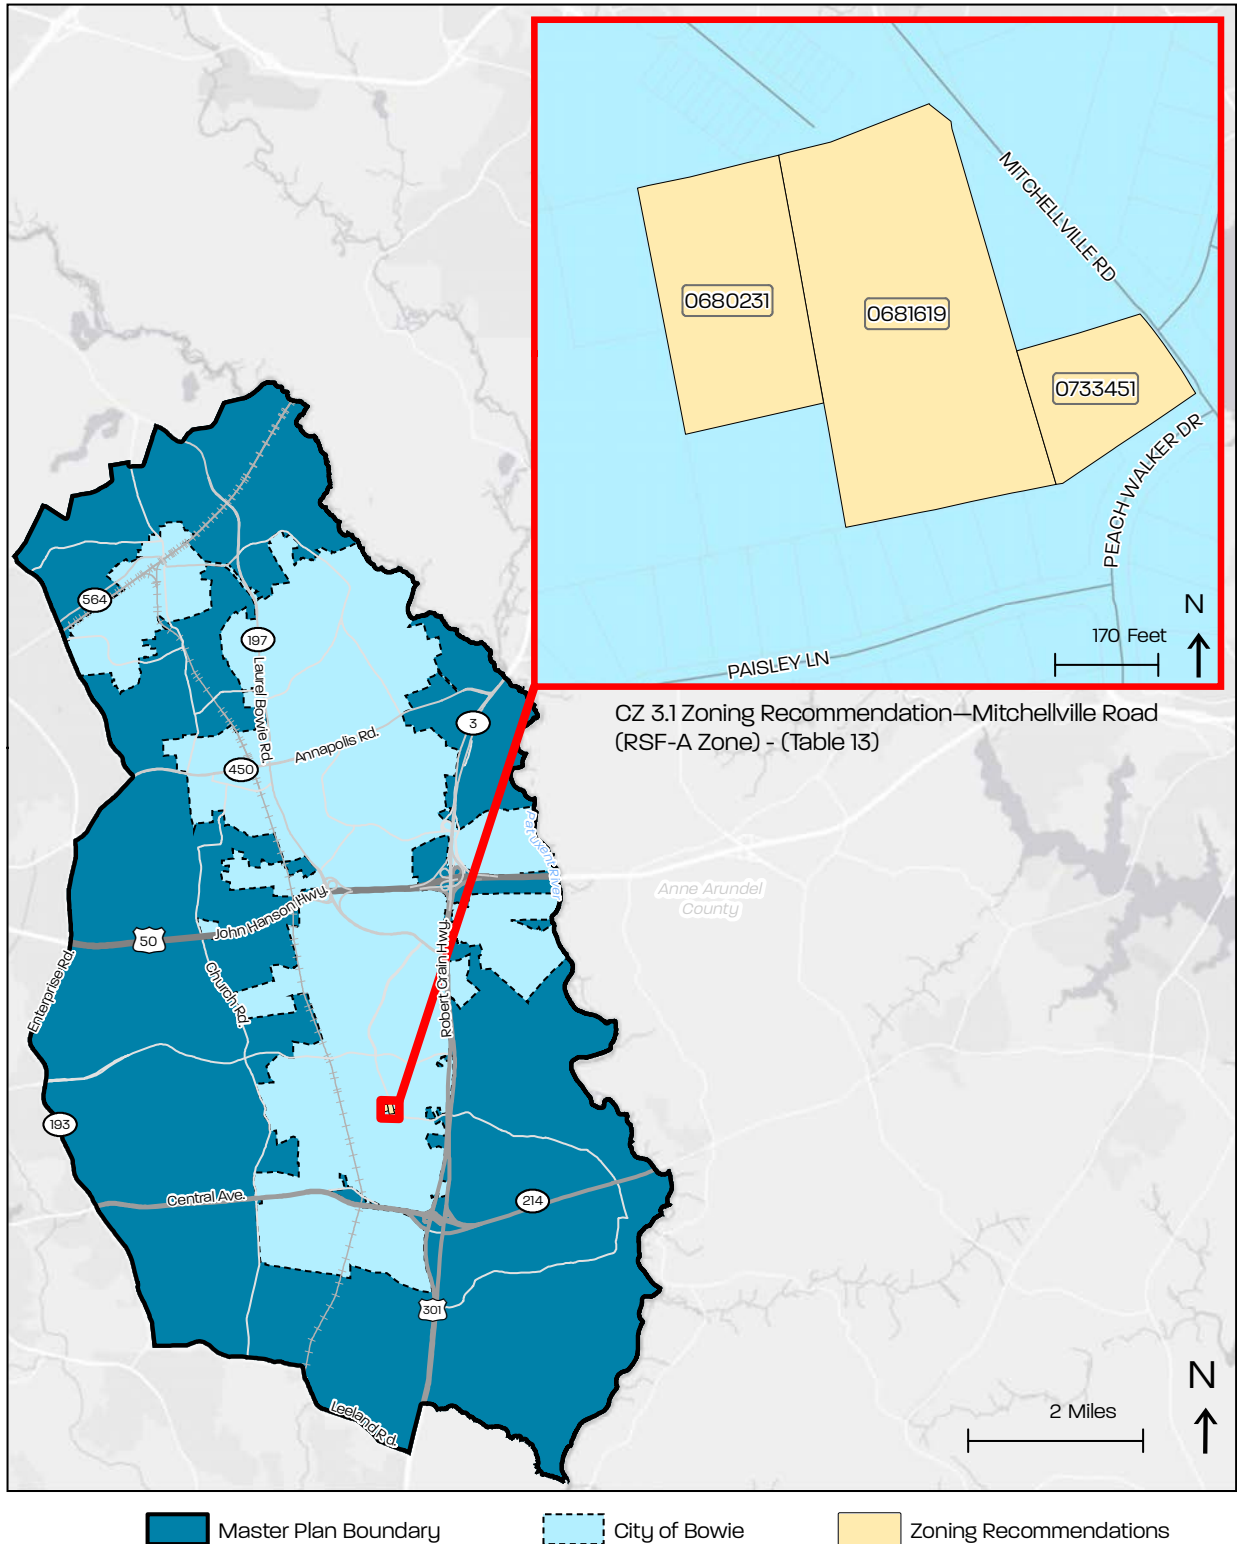 0680231
0681619
0733451
MITCHELLVILLE RD
PEACH WALKER DR
PAISLEY LN
N
170 Feet
CZ 3.1 Zoning Recommendation—Mitchellville Road
(RSF-A Zone) - (Table 13)
564
197
Laurel Bowie Rd.
3
Annapolis Rd.
450
Patuxent River
Anne Arundel
County
John Hanson Hwy.
50
Enterprise Rd.
Church Rd.
Robert Crain Hwy.
193
Central Ave.
214
301
Leeland Rd.
N
2 Miles
Master Plan Boundary
City of Bowie
Zoning Recommendations